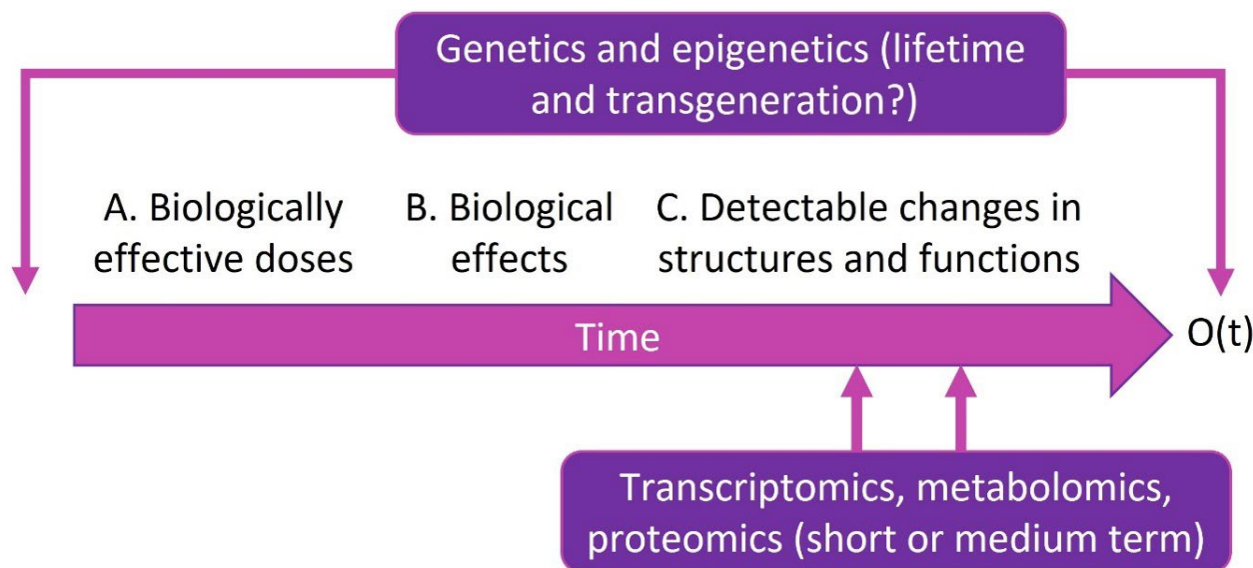 Genetics and epigenetics (lifetime
and transgeneration?)
A. Biologically
effective doses
B. Biological
effects
C. Detectable changes in
structures and functions
Time
O(t)
Transcriptomics, metabolomics,
proteomics (short or medium term)